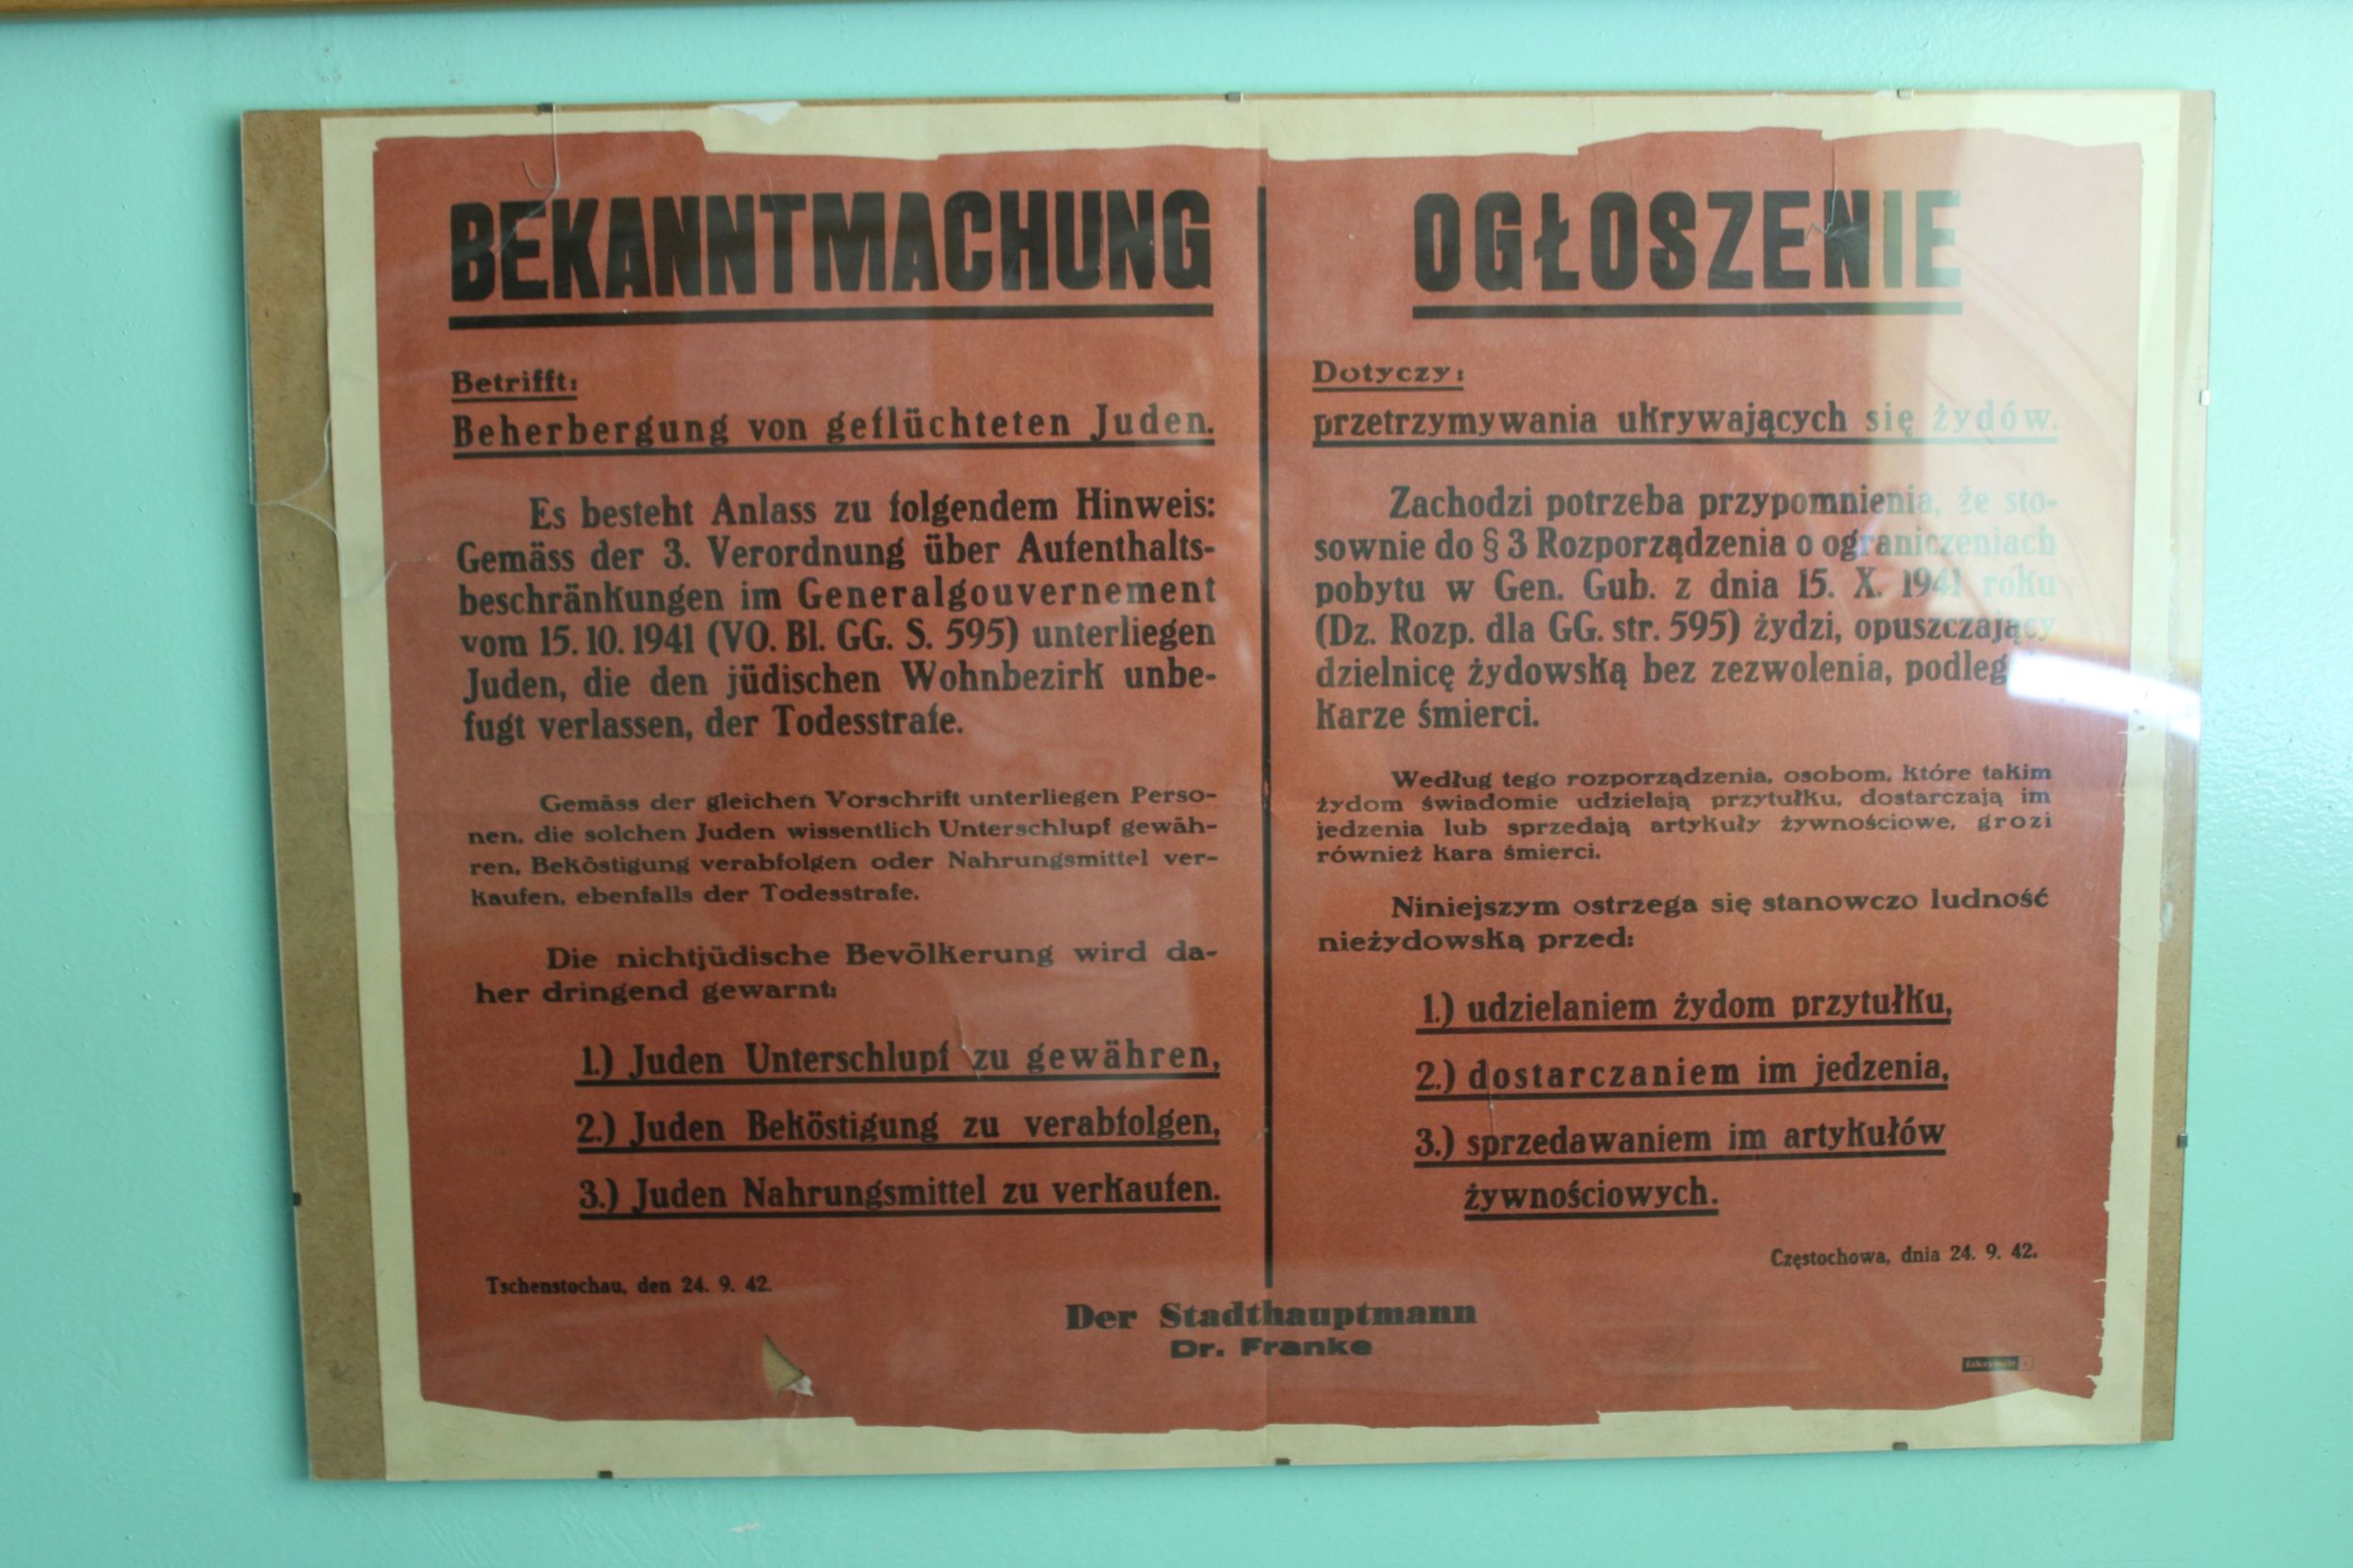 BEKANNTMACHUNG
Betrifft:
Beherbergung von geflüchteten Juden.
Es besteht Anlass zu folgendem Hinweis:
Gemäss der 3. Verordnung über Aufenthalts-
beschränkungen im Generalgouvernement
vom 15. 10. 1941 (VO. Bl. GG. S. 595) unterliegen
Juden, die den jüdischen Wohnbezirk unbe-
fugt verlassen, der Todesstrafe.
Gemäss der gleichen Vorschrift unterliegen Perso-
nen, die solchen Juden wissentlich Unterschlupf gewäh-
ren, Beköstigung verabfolgen oder Nahrungsmittel ver-
kaufen, ebenfalls der Todesstrafe.
Die nichtjüdische Bevölkerung wird da-
her dringend gewarnt:
1.) Juden Unterschlupf zu gewähren,
2.) Juden Beköstigung zu verabfolgen,
3.) Juden Nahrungsmittel zu verkaufen.
Tschenstochau, den 24. 9. 42.
OGŁOSZENIE
Dotyczy:
przetrzymywania ukrywających się żydów.
Zachodzi potrzeba przypomnienia, że sto-
sownie do § 3 Rozporządzenia o ograniczeniach
pobytu w Gen. Gub. z dnia 15. X. 1941 roku
(Dz. Rozp. dla GG. str. 595) żydzi, opuszczający
dzielnicę żydowską bez zezwolenia, podleg
karze śmierci.
Według tego rozporządzenia, osobom, które takim
żydom świadomie udzielają przytułku, dostarczają im
jedzenia lub sprzedają artykuły żywnościowe, grozi
również kara śmierci.
Niniejszym ostrzega się stanowczo ludność
nieżydowską przed:
1.) udzielaniem żydom przytułku,
2.) dostarczaniem im jedzenia,
3.) sprzedawaniem im artykułów
żywnościowych.
Częstochowa, dnia 24. 9. 42.
Der Stadthauptmann
Dr. Franke